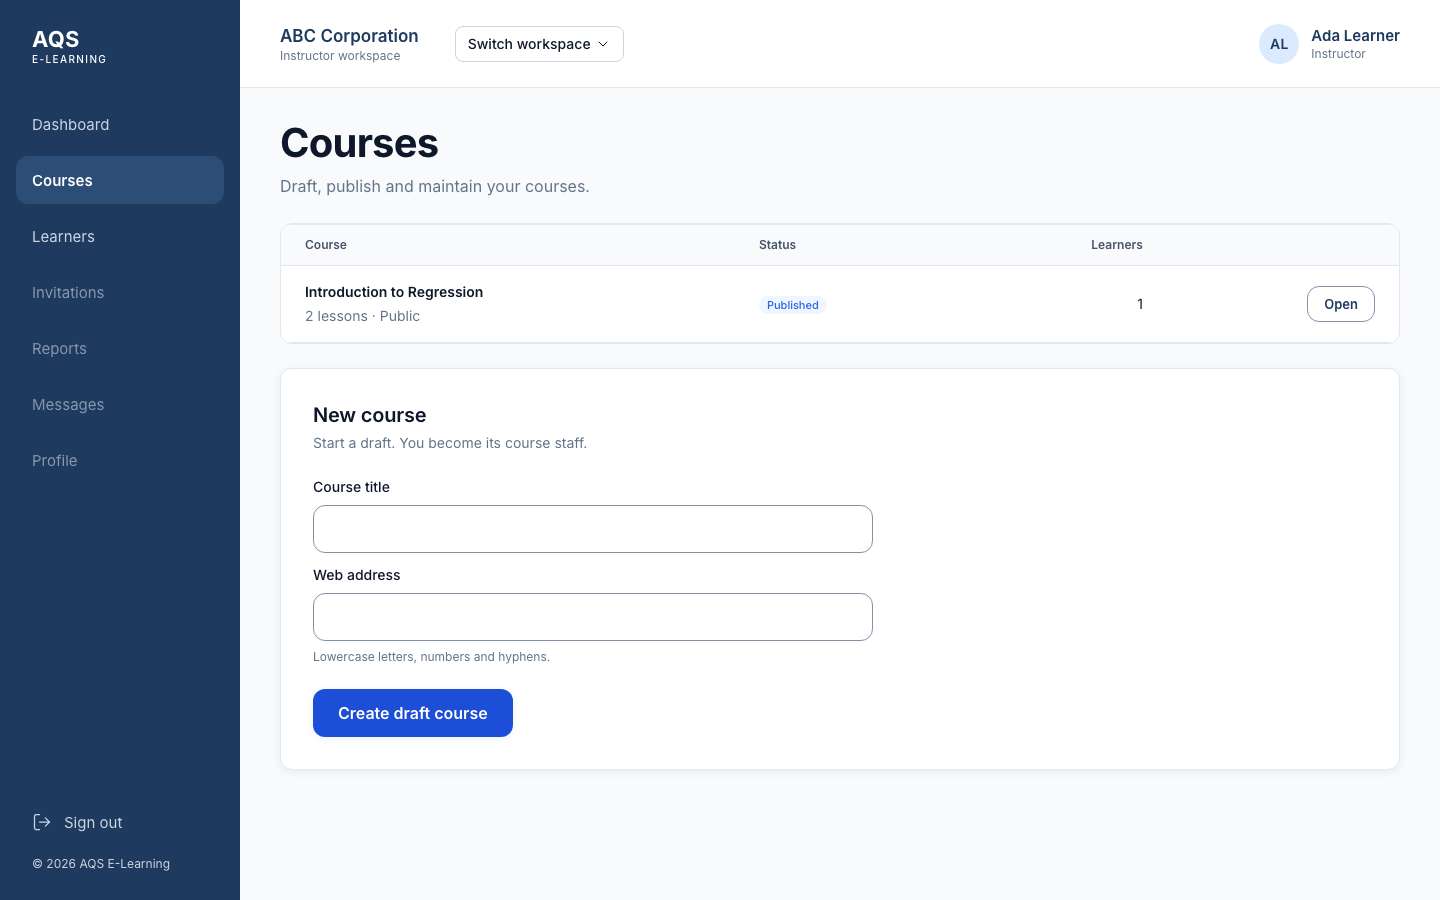 AQS
E-LEARNING
Dashboard
Courses
Learners
Invitations
Reports
Messages
Profile
Sign out
© 2026 AQS E-Learning
ABC Corporation
Instructor workspace
Switch workspace
AL
Ada Learner
Instructor
Courses
Draft, publish and maintain your courses.
Course Status Learners
Introduction to Regression
2 lessons · Public
Published
1
Open
New course
Start a draft. You become its course staff.
Course title
Web address
Lowercase letters, numbers and hyphens.
Create draft course